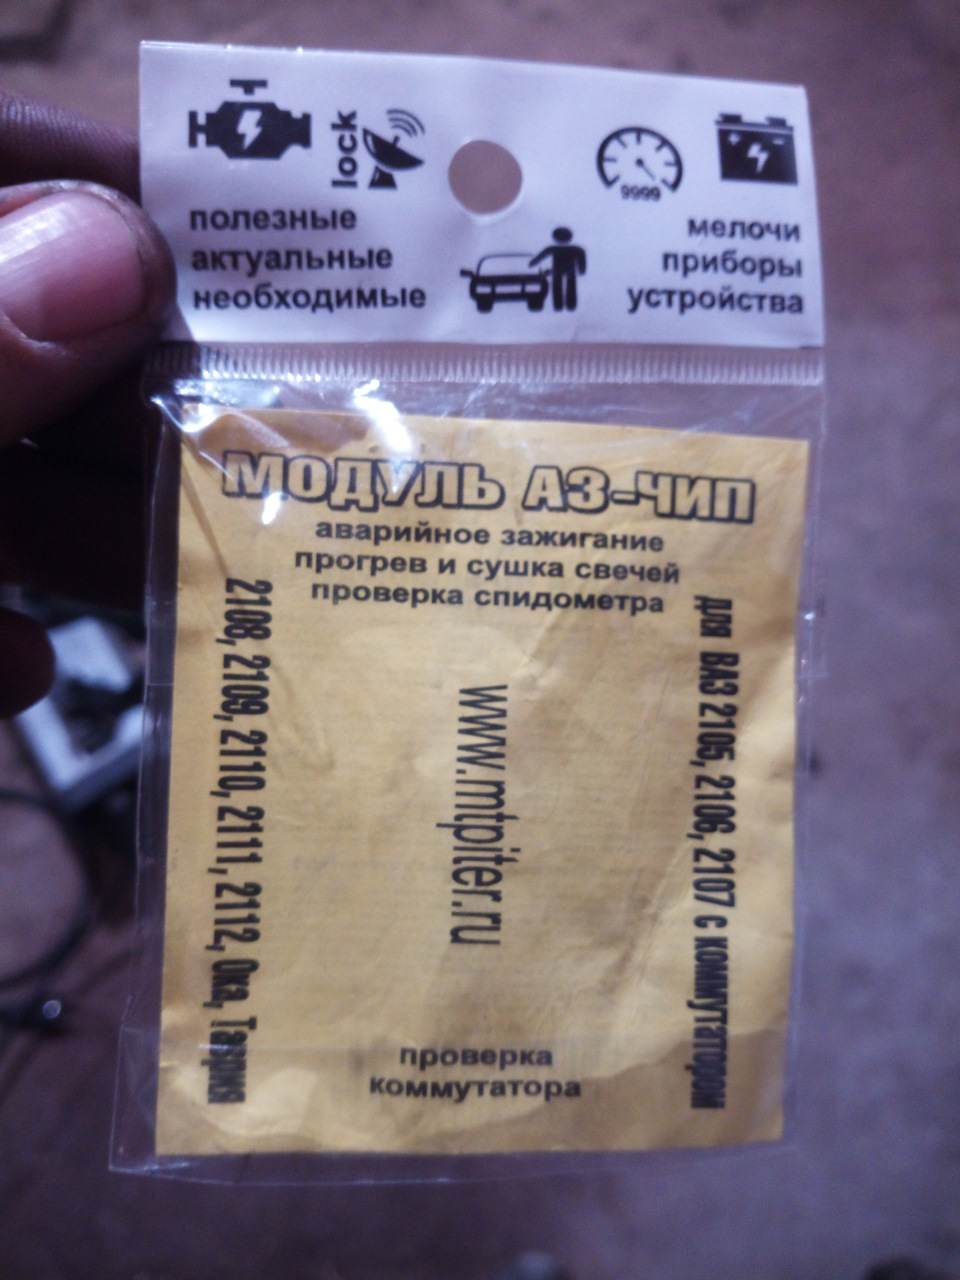 lock
9999
полезные
актуальные
необходимые
мелочи
приборы
устройства
МОДУЛЬ АЗ-ЧИП
аварийное зажигание
прогрев и сушка свечей
проверка спидометра
для ВАЗ 2105, 2106, 2107 с коммутатором
www.mtpiter.ru
2108, 2109, 2110, 2111, 2112, Ока, Таврия
проверка
коммутатора